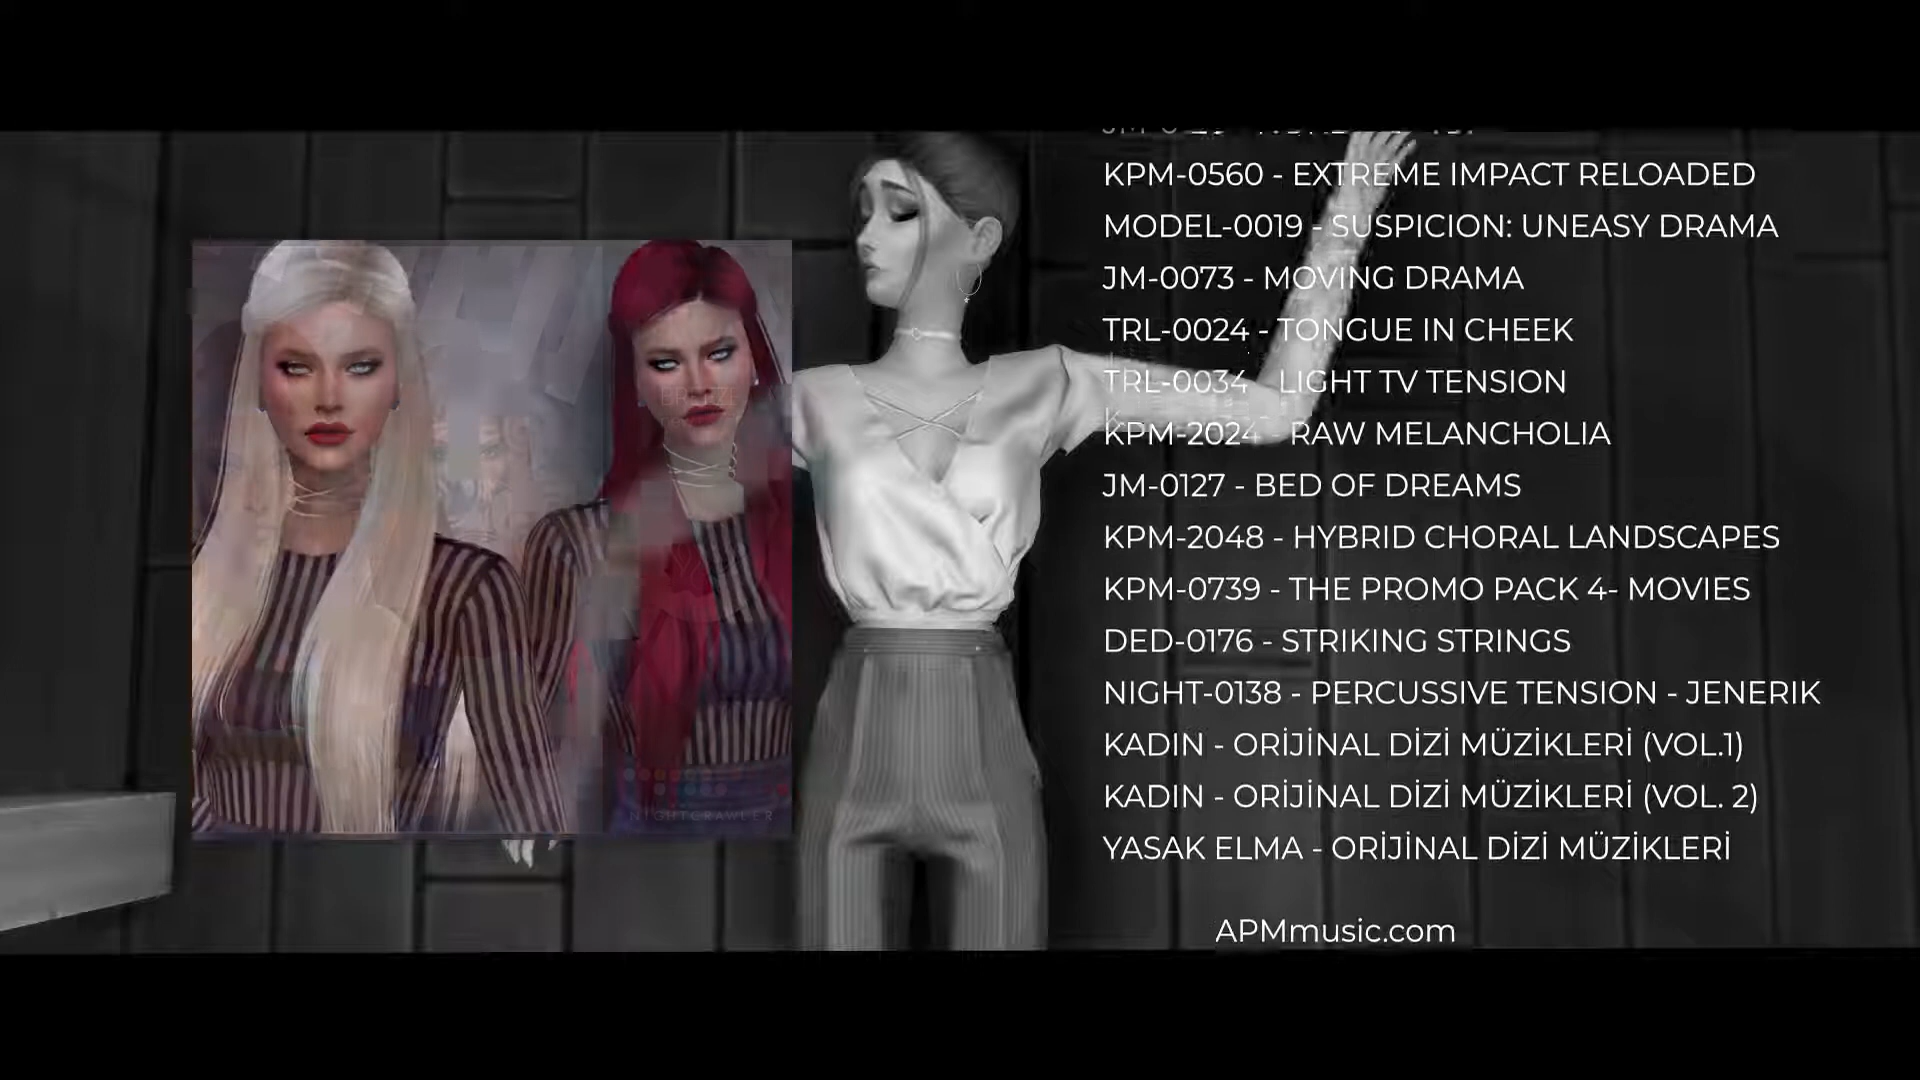 KPM-0560 - EXTREME IMPACT RELOADED
MODEL-0019 - SUSPICION: UNEASY DRAMA
JM-0073 - MOVING DRAMA
TRL-0024 - TONGUE IN CHEEK
TRL-0034 - LIGHT TV TENSION
KPM-2024 - RAW MELANCHOLIA
JM-0127 - BED OF DREAMS
KPM-2048 - HYBRID CHORAL LANDSCAPES
KPM-0739 - THE PROMO PACK 4- MOVIES
DED-0176 - STRIKING STRINGS
NIGHT-0138 - PERCUSSIVE TENSION - JENERIK
KADIN - ORİJİNAL DİZİ MÜZİKLERİ (VOL.1)
KADIN - ORİJİNAL DİZİ MÜZİKLERİ (VOL. 2)
YASAK ELMA - ORİJİNAL DİZİ MÜZİKLERİ
APMmusic.com
NIGHTCRAWLER